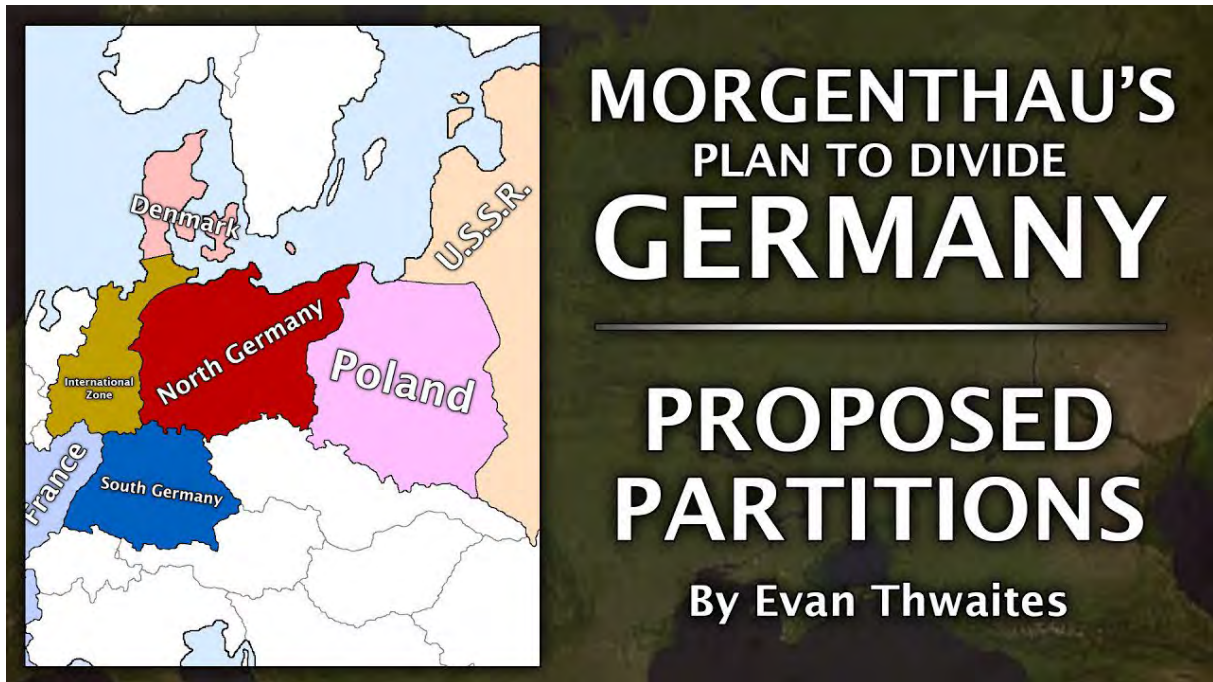 MORGENTHAU'S
PLAN TO DIVIDE
GERMANY
PROPOSED
PARTITIONS
By Evan Thwaites
Denmark
U.S.S.R.
North Germany
Poland
International
Zone
France
South Germany